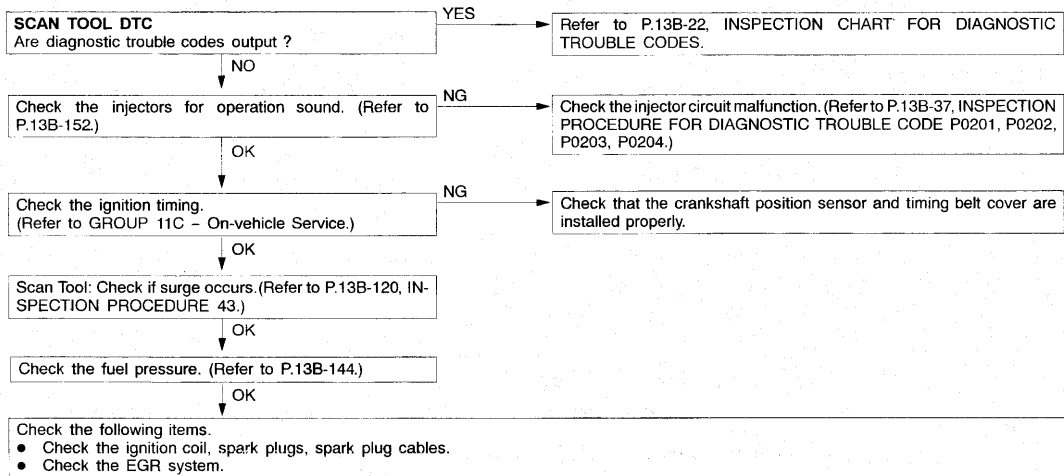 SCAN TOOL DTC
Are diagnostic trouble codes output ?
YES
Refer to P.13B-22, INSPECTION CHART FOR DIAGNOSTIC
TROUBLE CODES.
NO
Check the injectors for operation sound. (Refer to
P.13B-152.)
NG
Check the injector circuit malfunction. (Refer to P.13B-37, INSPECTION
PROCEDURE FOR DIAGNOSTIC TROUBLE CODE P0201, P0202,
P0203, P0204.)
OK
Check the ignition timing.
(Refer to GROUP 11C – On-vehicle Service.)
NG
Check that the crankshaft position sensor and timing belt cover are
installed properly.
OK
Scan Tool: Check if surge occurs.(Refer to P.13B-120, IN-
SPECTION PROCEDURE 43.)
OK
Check the fuel pressure. (Refer to P.13B-144.)
OK
Check the following items.
● Check the ignition coil, spark plugs, spark plug cables.
● Check the EGR system.